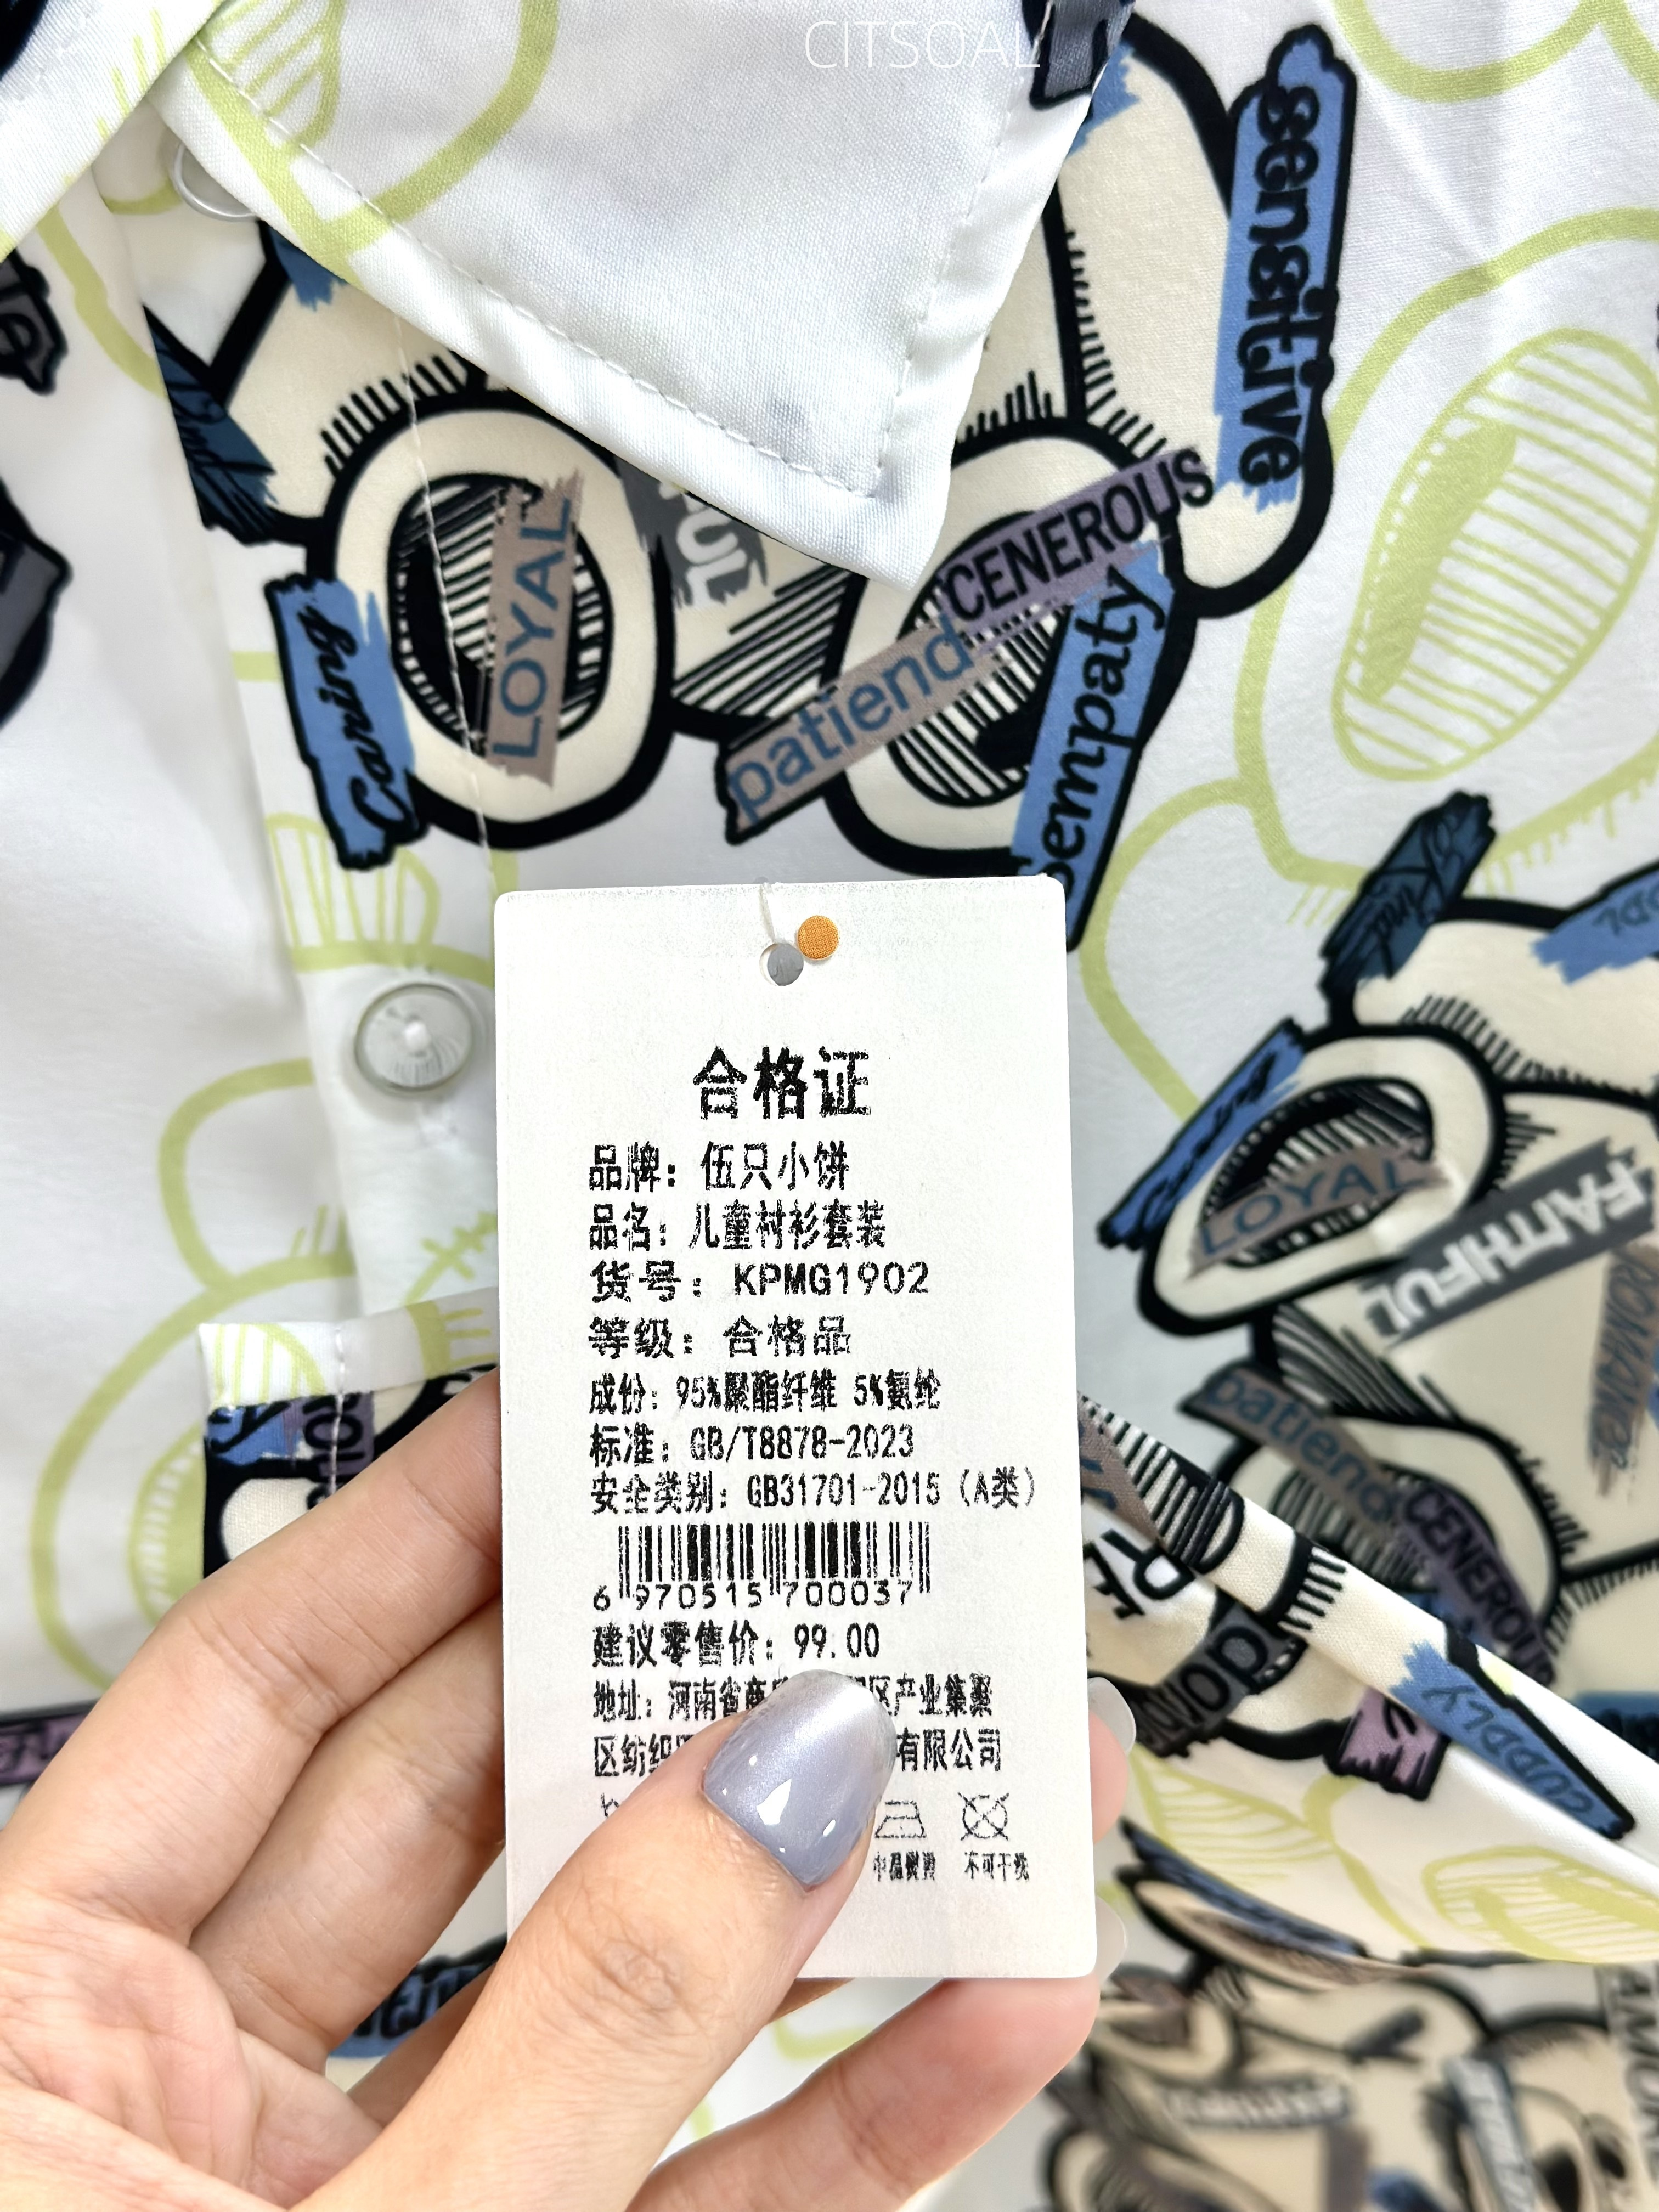 CITSOAL
sensitive
CENEROUS
LOYAL
patiend
empaty
Caring
LOYAL
FAITHFUL
patiend
CENEROUS
CUDDLY
合格证
品牌：伍只小饼
品名：儿童衬衫套装
货号：KPMG1902
等级：合格品
成份：95%聚酯纤维 5%氨纶
标准：GB/T8878-2023
安全类别：GB31701-2015（A类）
6 970515 700037
建议零售价：99.00
地址：河南省商 区产业集聚
区纺织 有限公司
中温熨烫 不可干洗